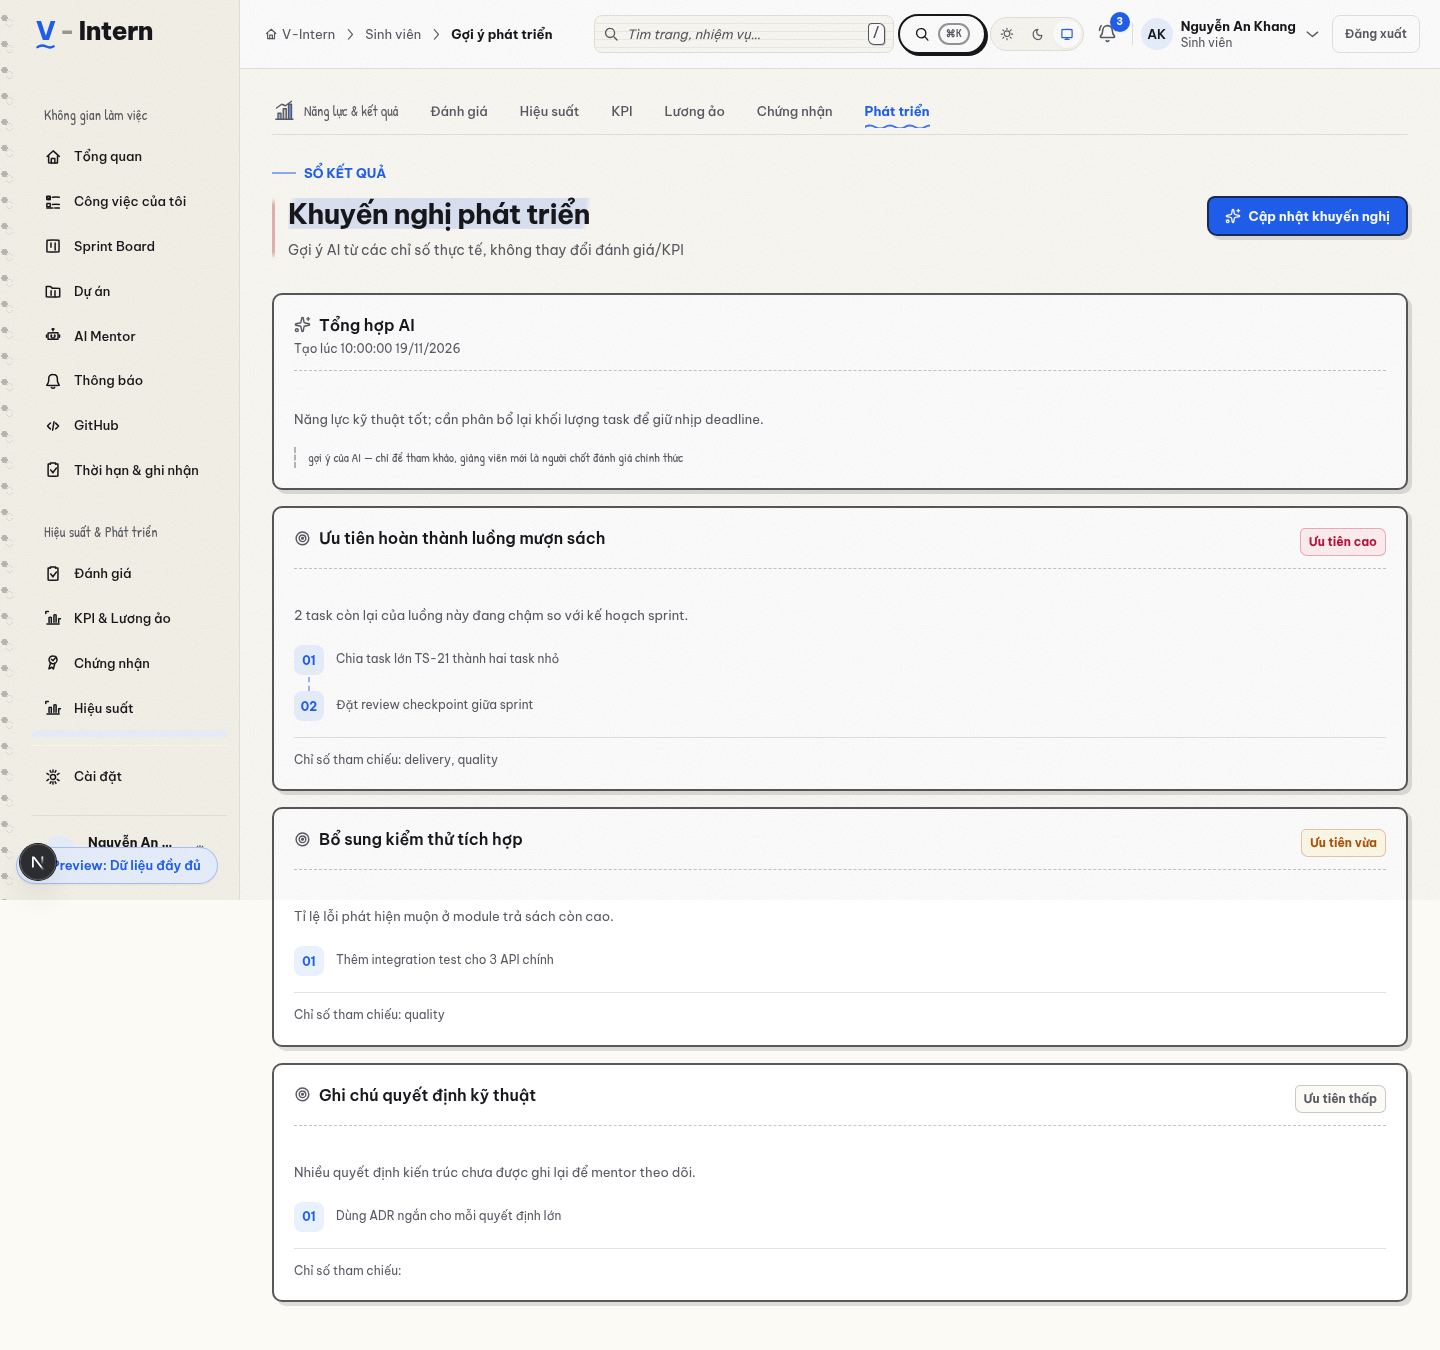 V - Intern
V-Intern > Sinh viên > Gợi ý phát triển
Tìm trang, nhiệm vụ...
/
⌘K
3
AK
Nguyễn An Khang
Sinh viên
Đăng xuất
Không gian làm việc
Tổng quan
Công việc của tôi
Sprint Board
Dự án
AI Mentor
Thông báo
GitHub
Thời hạn & ghi nhận
Hiệu suất & Phát triển
Đánh giá
KPI & Lương ảo
Chứng nhận
Hiệu suất
Cài đặt
Nguyễn An ...
N
Preview: Dữ liệu đầy đủ
Năng lực & kết quả
Đánh giá
Hiệu suất
KPI
Lương ảo
Chứng nhận
Phát triển
SỔ KẾT QUẢ
Khuyến nghị phát triển
Gợi ý AI từ các chỉ số thực tế, không thay đổi đánh giá/KPI
Cập nhật khuyến nghị
Tổng hợp AI
Tạo lúc 10:00:00 19/11/2026
Năng lực kỹ thuật tốt; cần phân bổ lại khối lượng task để giữ nhịp deadline.
gợi ý của AI — chỉ để tham khảo, giảng viên mới là người chốt đánh giá chính thức
Ưu tiên hoàn thành luồng mượn sách
Ưu tiên cao
2 task còn lại của luồng này đang chậm so với kế hoạch sprint.
01 Chia task lớn TS-21 thành hai task nhỏ
02 Đặt review checkpoint giữa sprint
Chỉ số tham chiếu: delivery, quality
Bổ sung kiểm thử tích hợp
Ưu tiên vừa
Tỉ lệ lỗi phát hiện muộn ở module trả sách còn cao.
01 Thêm integration test cho 3 API chính
Chỉ số tham chiếu: quality
Ghi chú quyết định kỹ thuật
Ưu tiên thấp
Nhiều quyết định kiến trúc chưa được ghi lại để mentor theo dõi.
01 Dùng ADR ngắn cho mỗi quyết định lớn
Chỉ số tham chiếu: